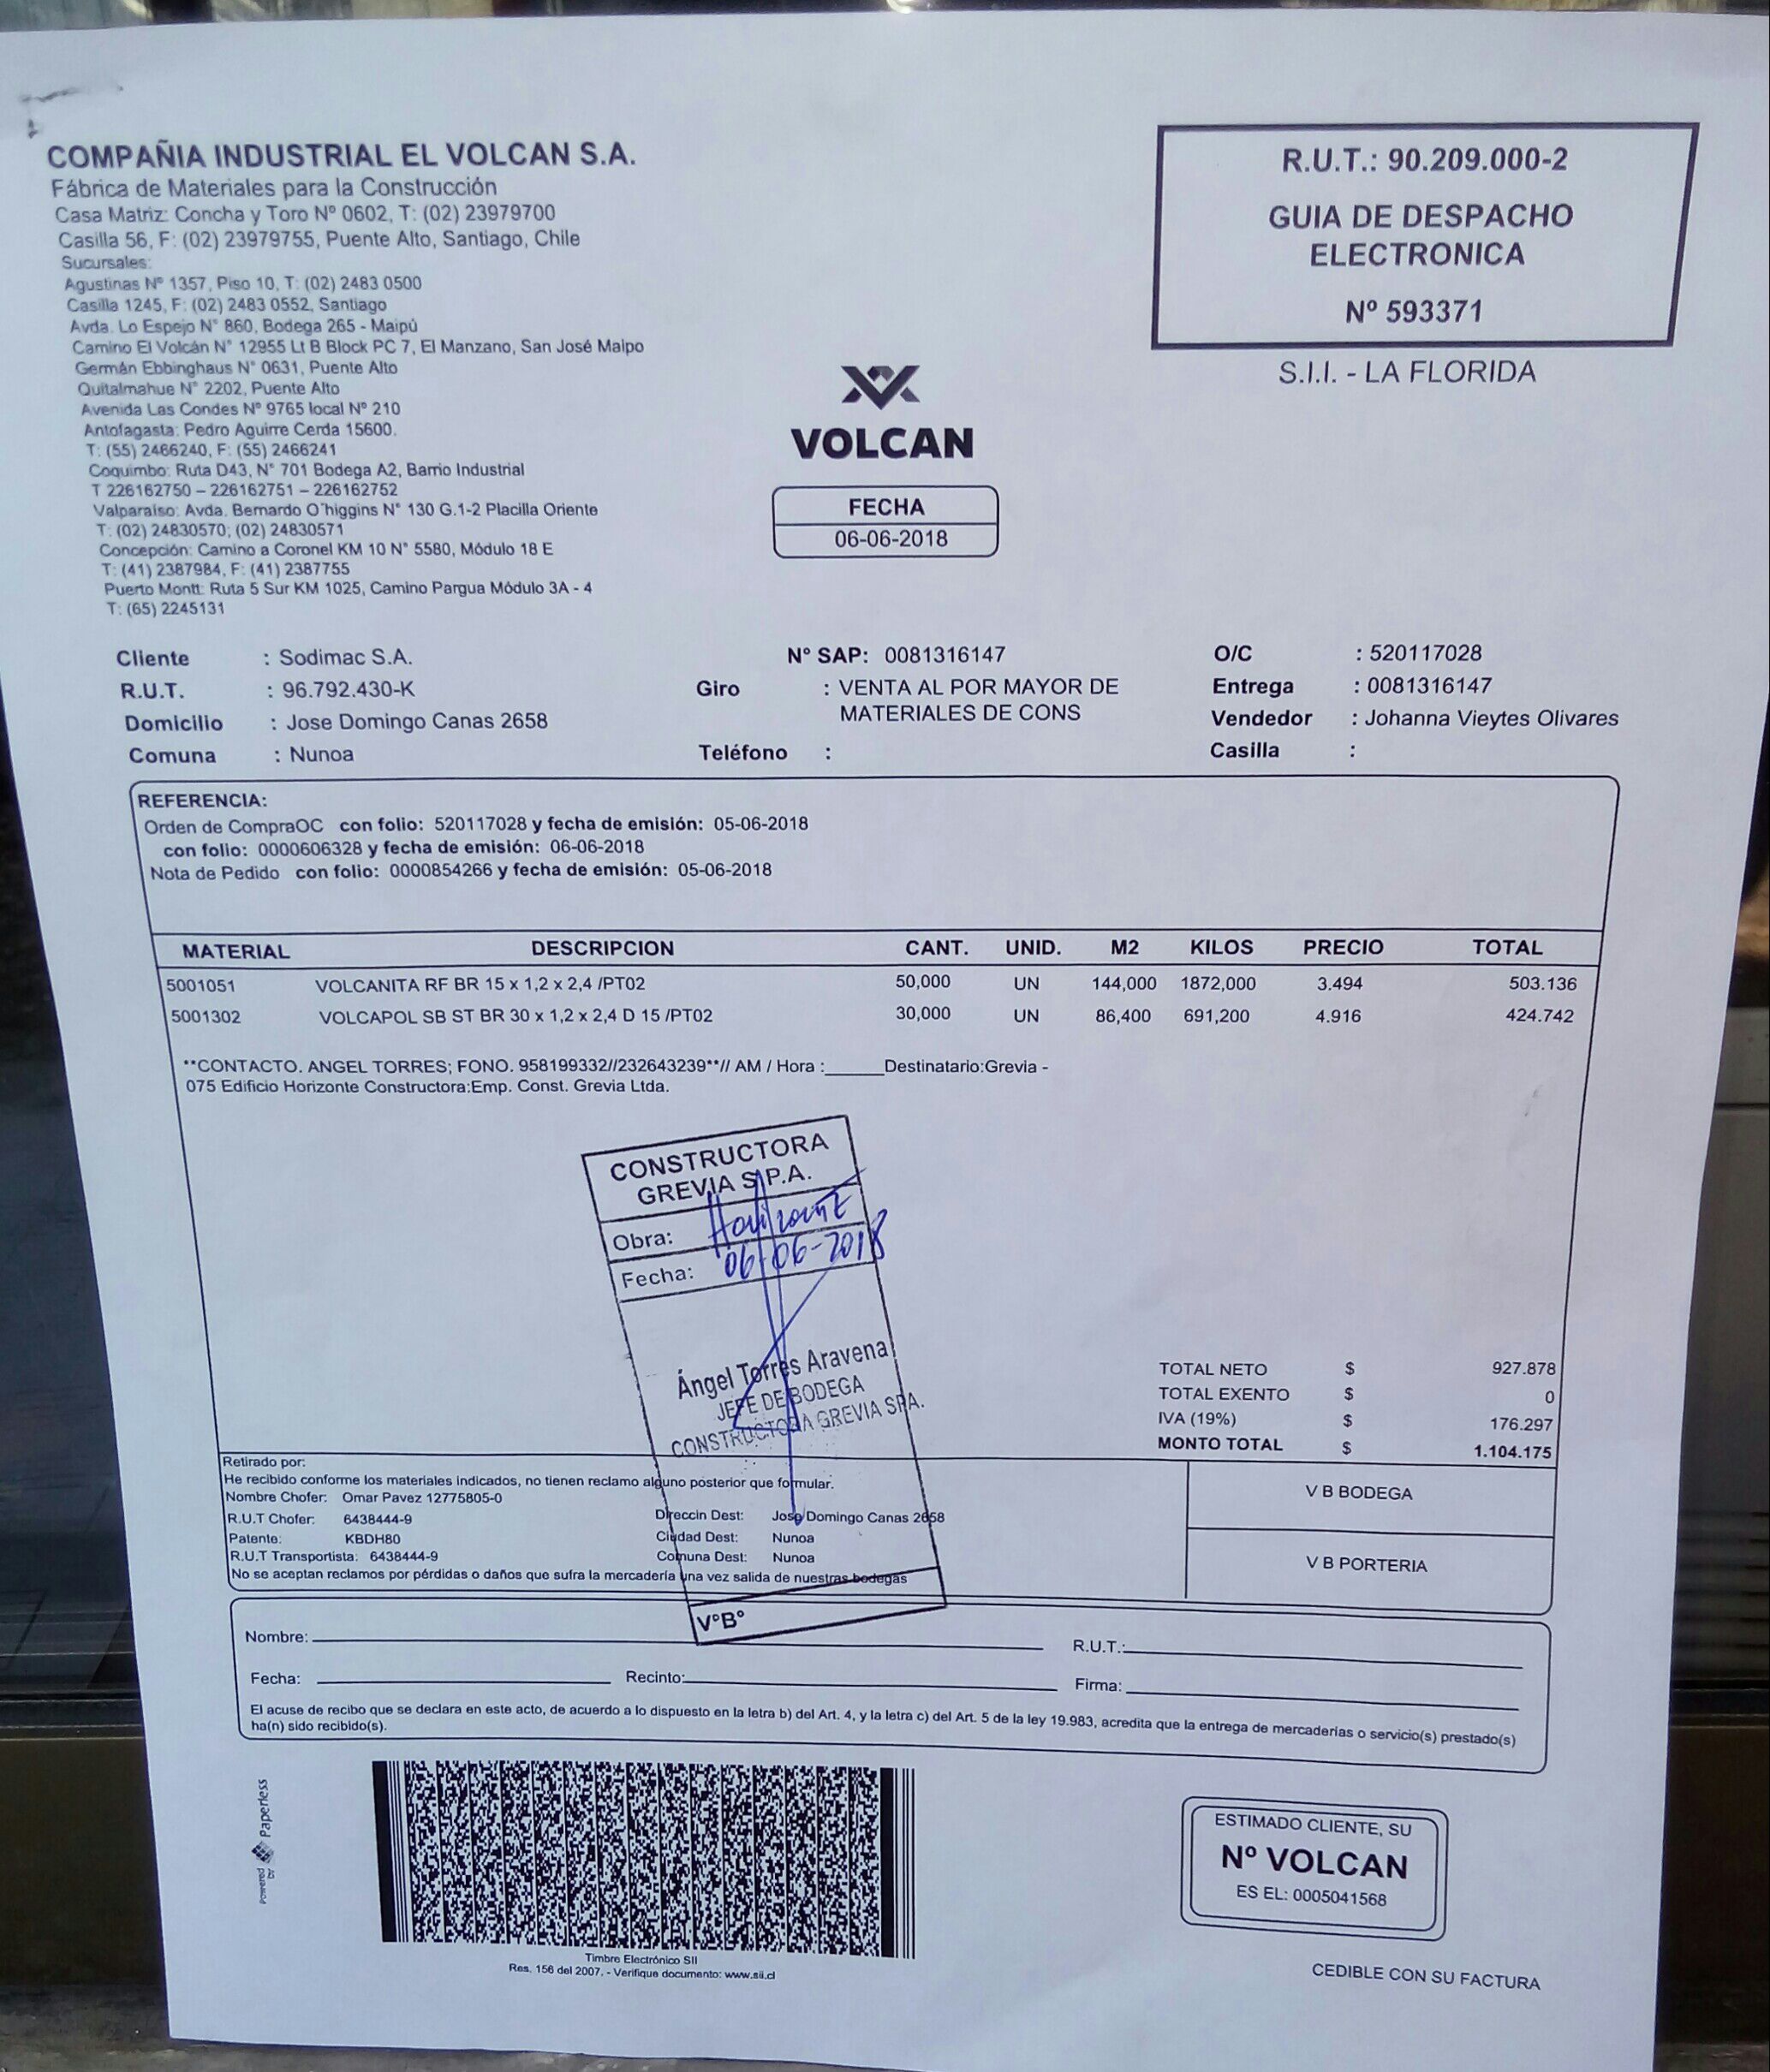 COMPAÑIA INDUSTRIAL EL VOLCAN S.A.
Fábrica de Materiales para la Construcción
Casa Matriz: Concha y Toro Nº 0602, T: (02) 23979700
Casilla 56, F: (02) 23979755, Puente Alto, Santiago, Chile
Sucursales:
Agustinas Nº 1357, Piso 10, T: (02) 2483 0500
Casilla 1245, F: (02) 2483 0552, Santiago
Avda. Lo Espejo N° 860, Bodega 265 - Maipú
Camino El Volcán N° 12955 Lt B Block PC 7, El Manzano, San José Maipo
Germán Ebbinghaus N° 0631, Puente Alto
Quitalmahue N° 2202, Puente Alto
Avenida Las Condes Nº 9765 local Nº 210
Antofagasta: Pedro Aguirre Cerda 15600.
T: (55) 2466240, F: (55) 2466241
Coquimbo: Ruta D43, N° 701 Bodega A2, Barrio Industrial
T 226162750 – 226162751 – 226162752
Valparaíso: Avda. Bernardo O´higgins N° 130 G.1-2 Placilla Oriente
T: (02) 24830570; (02) 24830571
Concepción: Camino a Coronel KM 10 N° 5580, Módulo 18 E
T: (41) 2387984, F: (41) 2387755
Puerto Montt: Ruta 5 Sur KM 1025, Camino Pargua Módulo 3A - 4
T: (65) 2245131
VOLCAN
FECHA
06-06-2018
R.U.T.: 90.209.000-2
GUIA DE DESPACHO
ELECTRONICA
Nº 593371
S.I.I. - LA FLORIDA
Cliente : Sodimac S.A. N° SAP: 0081316147 O/C : 520117028
R.U.T. : 96.792.430-K Giro : VENTA AL POR MAYOR DE Entrega : 0081316147
MATERIALES DE CONS
Domicilio : Jose Domingo Canas 2658 Vendedor : Johanna Vieytes Olivares
Comuna : Nunoa Teléfono : Casilla :
REFERENCIA:
Orden de CompraOC con folio: 520117028 y fecha de emisión: 05-06-2018
con folio: 0000606328 y fecha de emisión: 06-06-2018
Nota de Pedido con folio: 0000854266 y fecha de emisión: 05-06-2018
MATERIAL DESCRIPCION CANT. UNID. M2 KILOS PRECIO TOTAL
5001051 VOLCANITA RF BR 15 x 1,2 x 2,4 /PT02 50,000 UN 144,000 1872,000 3.494 503.136
5001302 VOLCAPOL SB ST BR 30 x 1,2 x 2,4 D 15 /PT02 30,000 UN 86,400 691,200 4.916 424.742
**CONTACTO. ANGEL TORRES; FONO. 958199332//232643239**// AM / Hora :______Destinatario:Grevia -
075 Edificio Horizonte Constructora:Emp. Const. Grevia Ltda.
CONSTRUCTORA
GREVIA S.P.A.
Obra: Horizonte
Fecha: 06-06-2018
Ángel Torres Aravena
JEFE DE BODEGA
CONSTRUCTORA GREVIA SPA.
V°B°
TOTAL NETO $ 927.878
TOTAL EXENTO $ 0
IVA (19%) $ 176.297
MONTO TOTAL $ 1.104.175
Retirado por:
He recibido conforme los materiales indicados, no tienen reclamo alguno posterior que formular.
Nombre Chofer: Omar Pavez 12775805-0
R.U.T Chofer: 6438444-9 Direccin Dest: Jose Domingo Canas 2658
Patente: KBDH80 Ciudad Dest: Nunoa
R.U.T Transportista: 6438444-9 Comuna Dest: Nunoa
No se aceptan reclamos por pérdidas o daños que sufra la mercadería una vez salida de nuestras bodegas
V B BODEGA
V B PORTERIA
Nombre: R.U.T.:
Fecha: Recinto: Firma:
El acuse de recibo que se declara en este acto, de acuerdo a lo dispuesto en la letra b) del Art. 4, y la letra c) del Art. 5 de la ley 19.983, acredita que la entrega de mercaderías o servicio(s) prestado(s)
ha(n) sido recibido(s).
Powered by Paperless
Timbre Electrónico SII
Res. 156 del 2007. - Verifique documento: www.sii.cl
ESTIMADO CLIENTE, SU
Nº VOLCAN
ES EL: 0005041568
CEDIBLE CON SU FACTURA